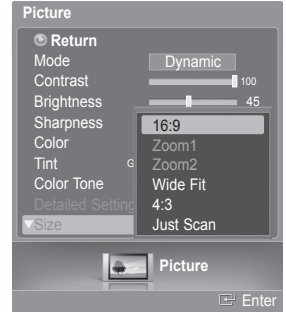 Picture
Return
Mode Dynamic
Contrast 100
Brightness 45
Sharpness
Color
Tint G
Color Tone
Detailed Setting
▼Size
16:9
Zoom1
Zoom2
Wide Fit
4:3
Just Scan
Picture
Enter